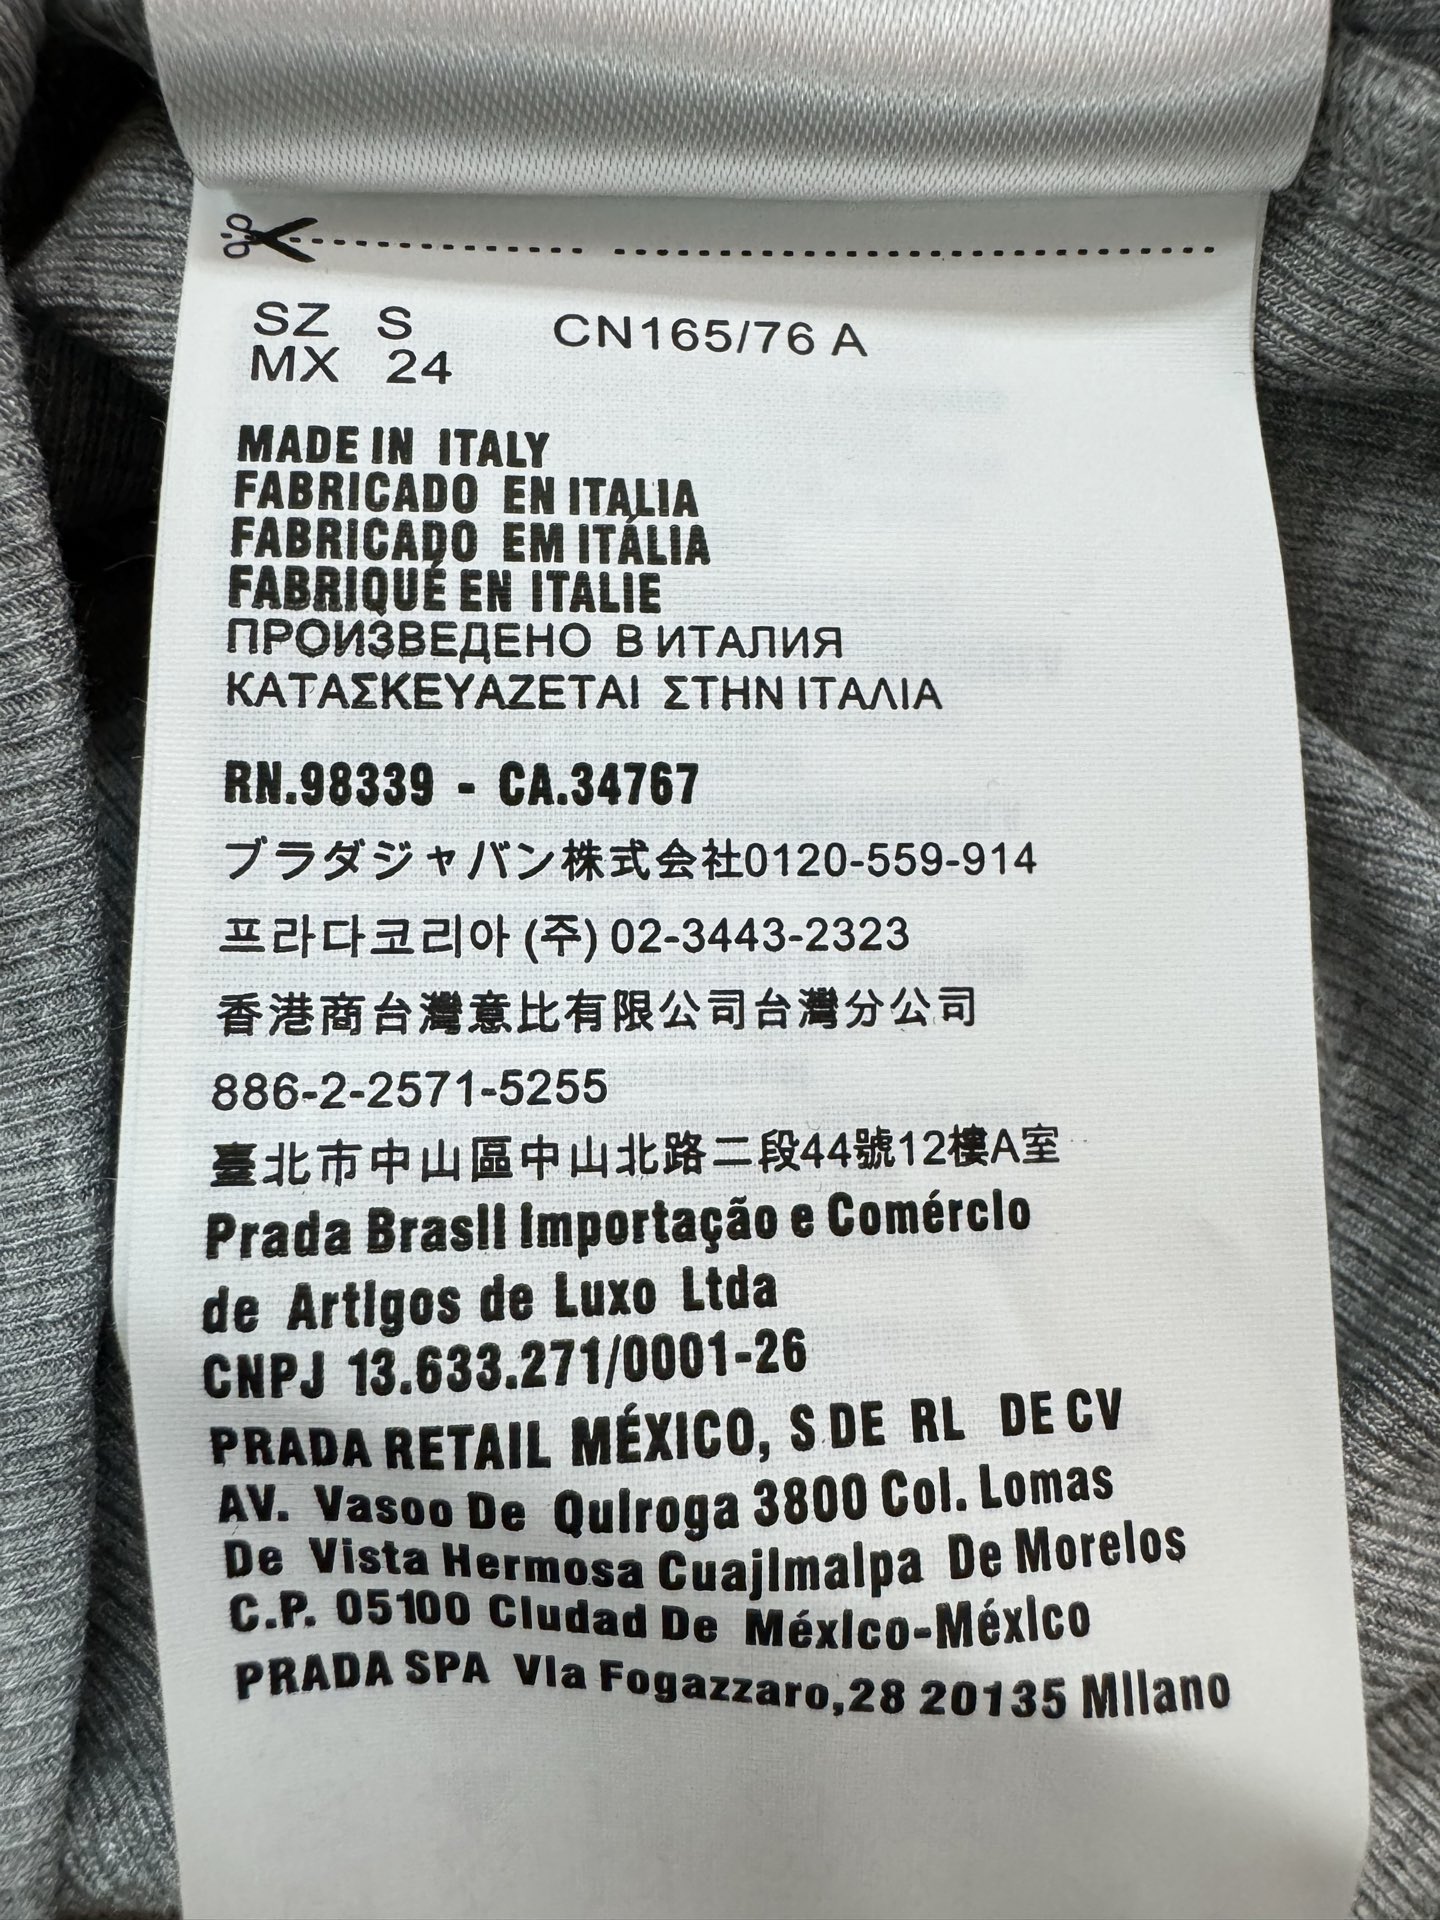 SZ S CN165/76 A
MX 24
MADE IN ITALY
FABRICADO EN ITALIA
FABRICADO EM ITÁLIA
FABRIQUÉ EN ITALIE
ПРОИЗВЕДЕНО В ИТАЛИЯ
ΚΑΤΑΣΚΕΥΑΖΕΤΑΙ ΣΤΗΝ ΙΤΑΛΙΑ
RN.98339 - CA.34767
ブラダジャバン株式会社0120-559-914
프라다코리아 (주) 02-3443-2323
香港商台灣意比有限公司台灣分公司
886-2-2571-5255
臺北市中山區中山北路二段44號12樓A室
Prada Brasil Importação e Comércio
de Artigos de Luxo Ltda
CNPJ 13.633.271/0001-26
PRADA RETAIL MÉXICO, S DE RL DE CV
AV. Vasoo De Quiroga 3800 Col. Lomas
De Vista Hermosa Cuajimalpa De Morelos
C.P. 05100 Ciudad De México-México
PRADA SPA Via Fogazzaro,28 20135 Milano